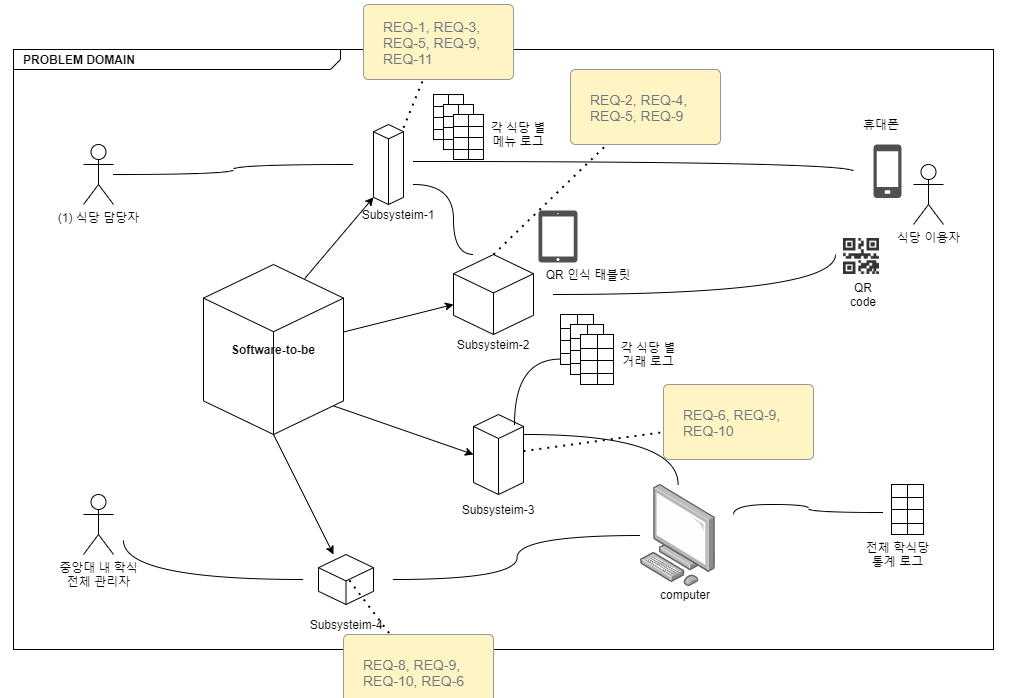 REQ-1, REQ-3,
REQ-5, REQ-9,
REQ-11
PROBLEM DOMAIN
REQ-2, REQ-4,
REQ-5, REQ-9
각 식당 별
메뉴 로그
휴대폰
(1) 식당 담당자
Subsysteim-1
식당 이용자
QR 인식 태블릿
QR
code
Software-to-be
Subsysteim-2
각 식당 별
거래 로그
REQ-6, REQ-9,
REQ-10
Subsysteim-3
전체 학식당
통계 로그
중앙대 내 학식
전체 관리자
computer
Subsysteim-4
REQ-8, REQ-9,
REQ-10, REQ-6